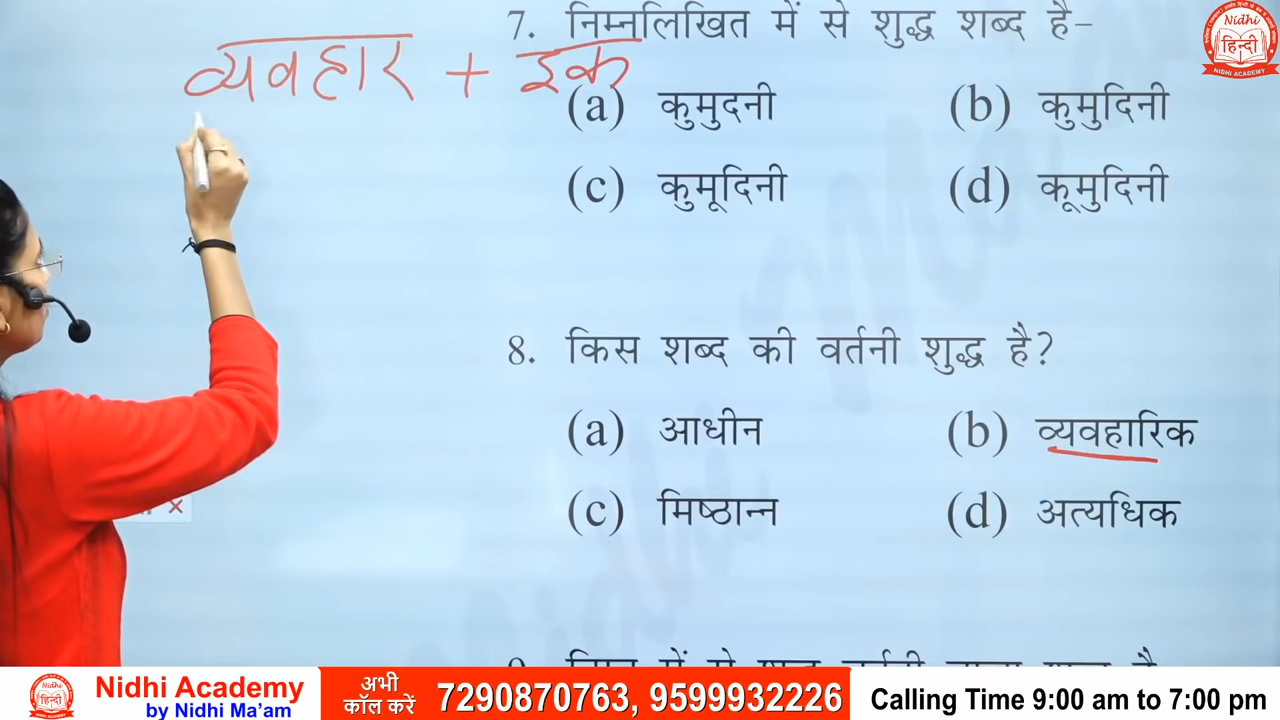 7. निम्नलिखित में से शुद्ध शब्द है-
व्यवहार + इक
(a) कुमुदनी (b) कुमुदिनी
(c) कुमूदिनी (d) कूमुदिनी
8. किस शब्द की वर्तनी शुद्ध है?
(a) आधीन (b) व्यवहारिक
(c) मिष्ठान्न (d) अत्यधिक
Nidhi
हिन्दी
NIDHI ACADEMY
Nidhi
हिन्दी
Nidhi Academy
by Nidhi Ma'am
अभी
कॉल करें
7290870763, 9599932226
Calling Time 9:00 am to 7:00 pm